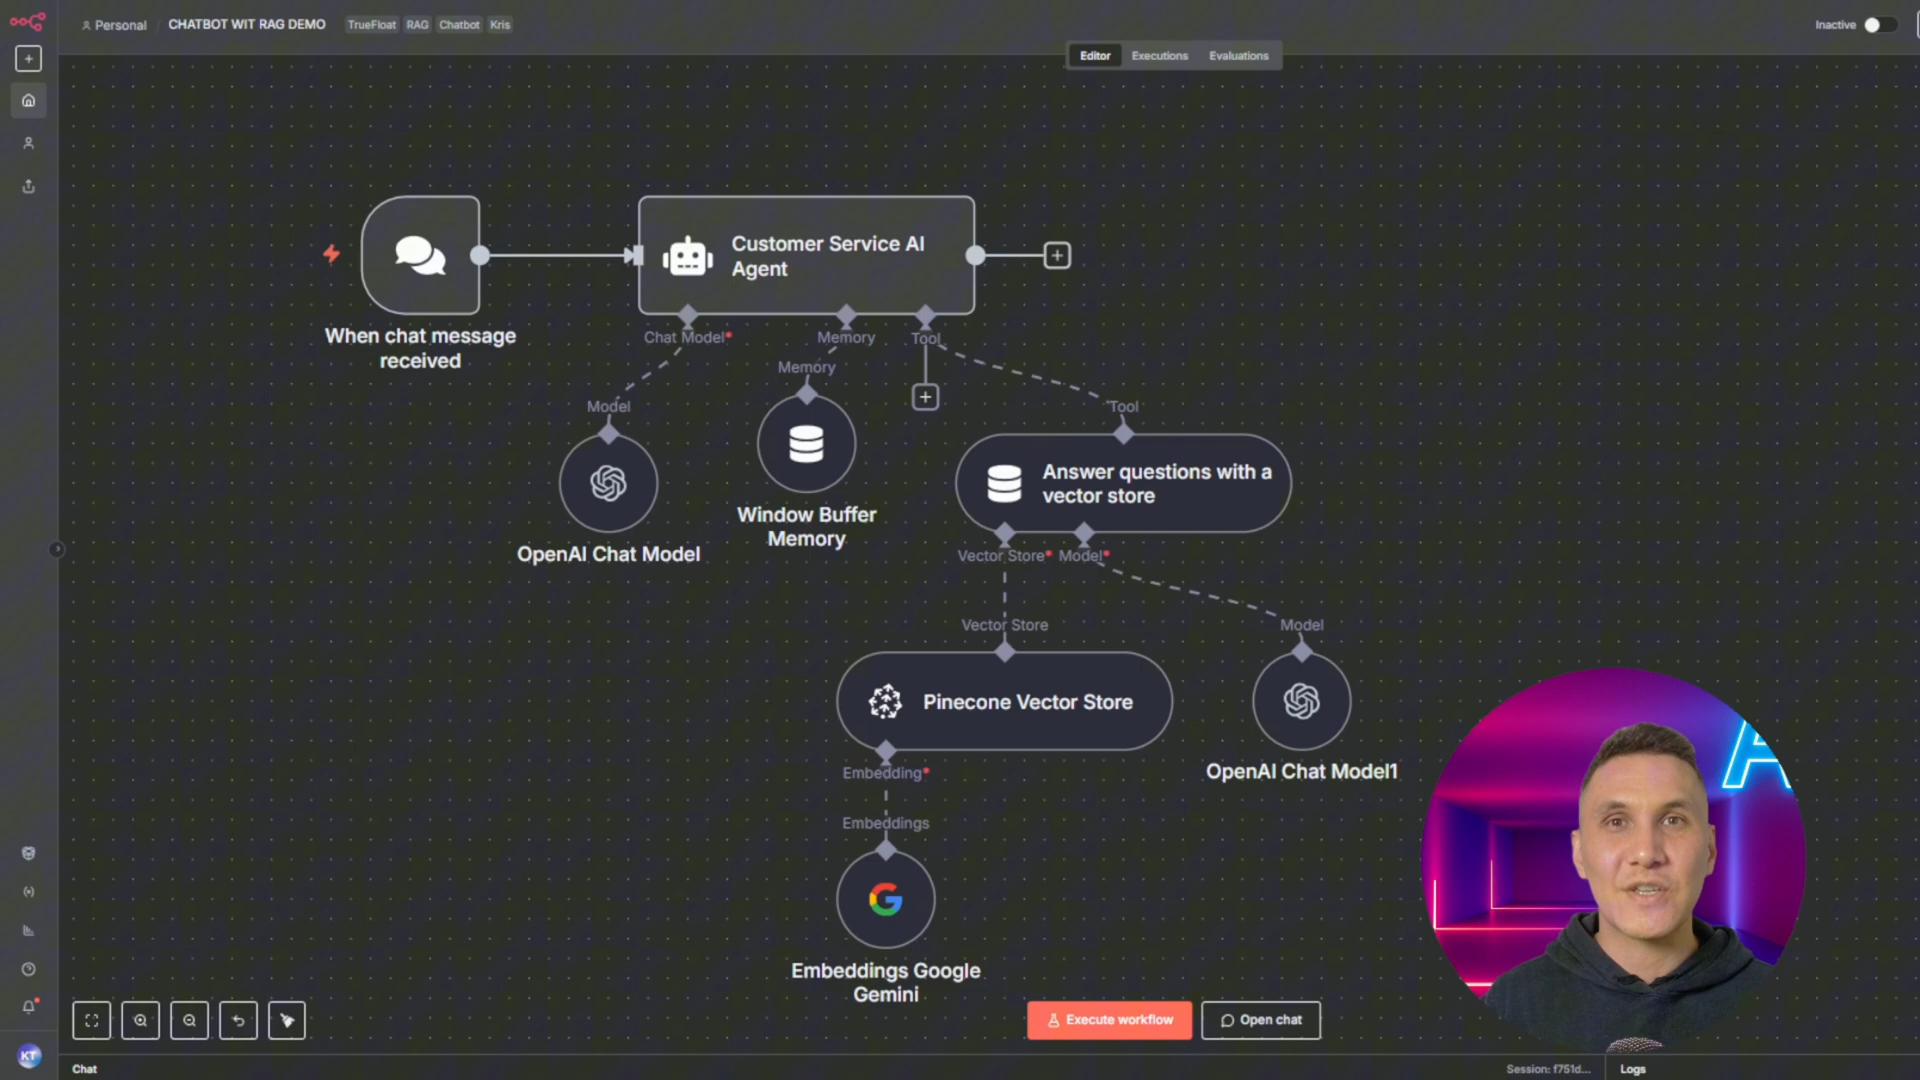 Personal / CHATBOT WIT RAG DEMO TrueFloat RAG Chatbot Kris
Inactive
Editor Executions Evaluations
Customer Service AI
Agent
When chat message
received
Chat Model*
Memory
Tool
Memory
Model
Tool
OpenAI Chat Model
Window Buffer
Memory
Answer questions with a
vector store
Vector Store* Model*
Vector Store
Model
Pinecone Vector Store
OpenAI Chat Model1
Embedding*
Embeddings
G
Embeddings Google
Gemini
A
Execute workflow
Open chat
KT
Chat
Session: f751d...
Logs